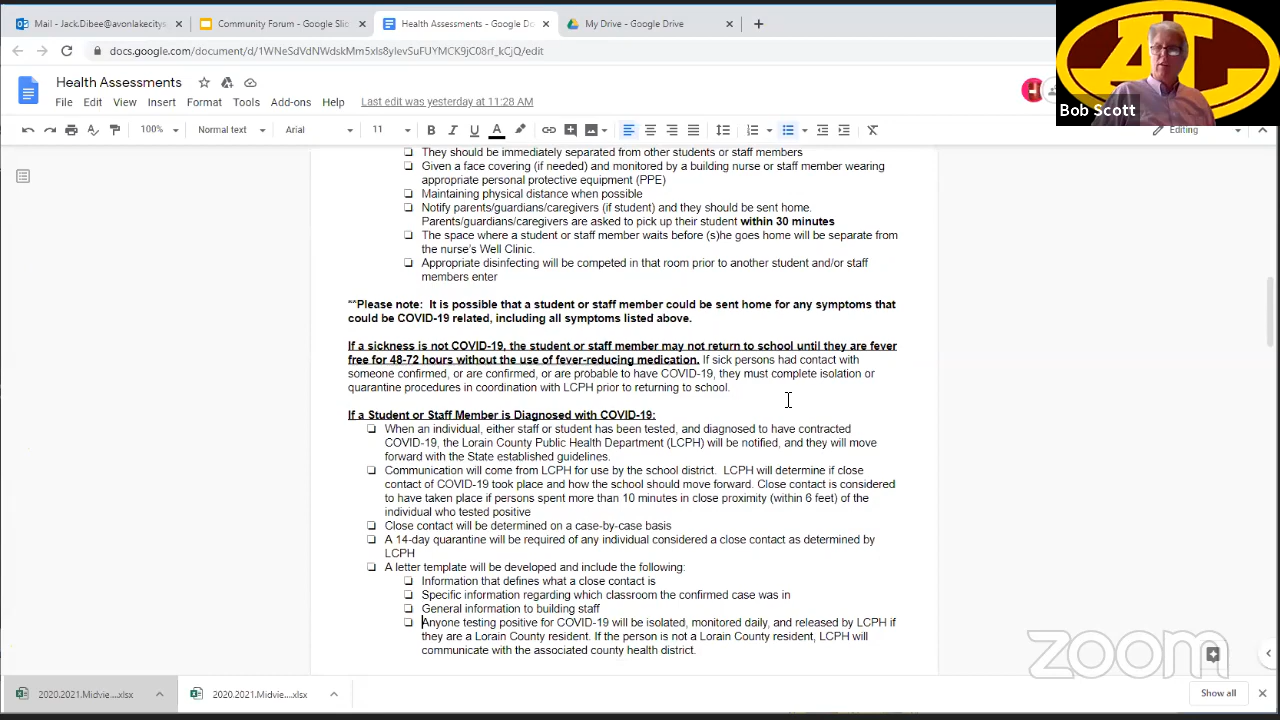 Mail - Jack.Dibee@avonlakecitys
Community Forum - Google Slid
Health Assessments - Google Do
My Drive - Google Drive
docs.google.com/document/d/
Health Assessments
File Edit View Insert Format Tools Add-ons Help Last edit was yesterday at 11:28 AM
Bob Scott
100% Normal text Arial 11 B I U A Editing
They should be immediately separated from other students or staff members
Given a face covering (if needed) and monitored by a building nurse or staff member wearing
appropriate personal protective equipment (PPE)
Maintaining physical distance when possible
Notify parents/guardians/caregivers (if student) and they should be sent home.
Parents/guardians/caregivers are asked to pick up their student within 30 minutes
The space where a student or staff member waits before (s)he goes home will be separate from
the nurse's Well Clinic.
Appropriate disinfecting will be competed in that room prior to another student and/or staff
members enter
**Please note: It is possible that a student or staff member could be sent home for any symptoms that
could be COVID-19 related, including all symptoms listed above.
If a sickness is not COVID-19, the student or staff member may not return to school until they are fever
free for 48-72 hours without the use of fever-reducing medication. If sick persons had contact with
someone confirmed, or are confirmed, or are probable to have COVID-19, they must complete isolation or
quarantine procedures in coordination with LCPH prior to returning to school.
If a Student or Staff Member is Diagnosed with COVID-19:
When an individual, either staff or student has been tested, and diagnosed to have contracted
COVID-19, the Lorain County Public Health Department (LCPH) will be notified, and they will move
forward with the State established guidelines.
Communication will come from LCPH for use by the school district. LCPH will determine if close
contact of COVID-19 took place and how the school should move forward. Close contact is considered
to have taken place if persons spent more than 10 minutes in close proximity (within 6 feet) of the
individual who tested positive
Close contact will be determined on a case-by-case basis
A 14-day quarantine will be required of any individual considered a close contact as determined by
LCPH
A letter template will be developed and include the following:
Information that defines what a close contact is
Specific information regarding which classroom the confirmed case was in
General information to building staff
Anyone testing positive for COVID-19 will be isolated, monitored daily, and released by LCPH if
they are a Lorain County resident. If the person is not a Lorain County resident, LCPH will
communicate with the associated county health district.
zoom
2020.2021.Midvie....xlsx
2020.2021.Midvie....xlsx
Show all